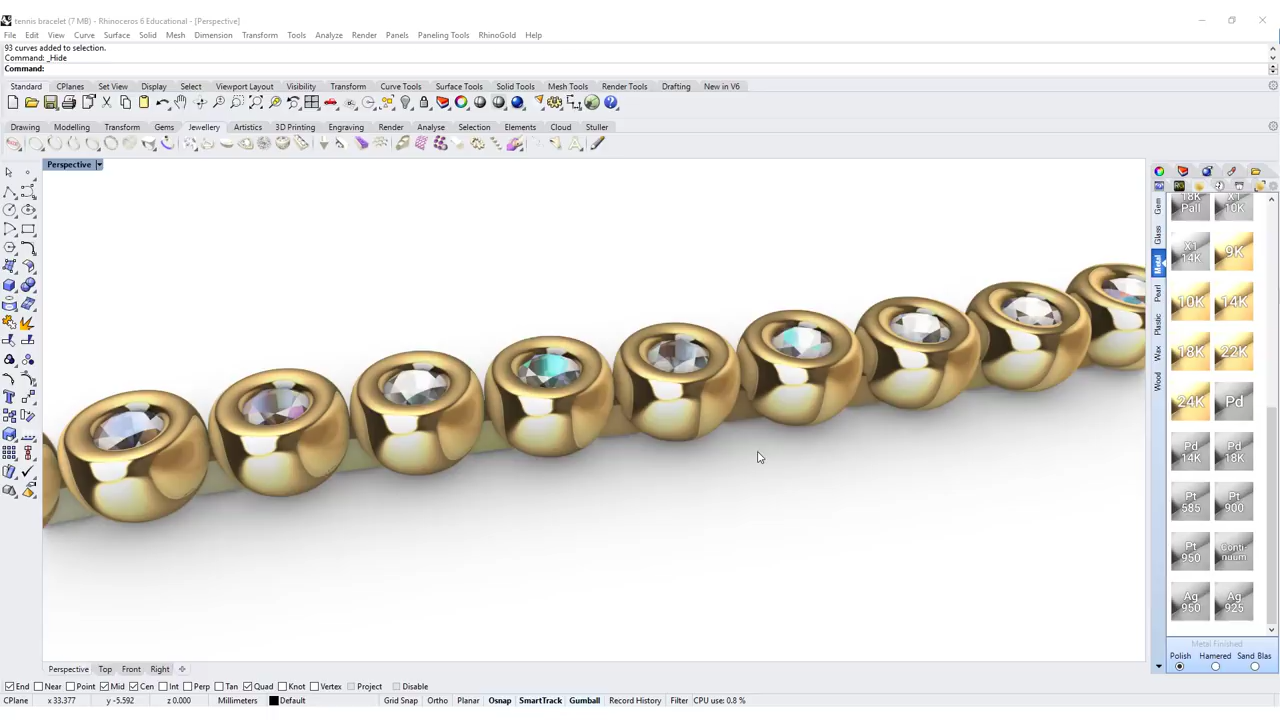 tennis bracelet (7 MB) - Rhinoceros 6 Educational - [Perspective]
File Edit View Curve Surface Solid Mesh Dimension Transform Tools Analyze Render Panels Paneling Tools RhinoGold Help
93 curves added to selection.
Command: _Hide
Command:
Standard CPlanes Set View Display Select Viewport Layout Visibility Transform Curve Tools Surface Tools Solid Tools Mesh Tools Render Tools Drafting New in V6
Drawing Modelling Transform Gems Jewellery Artistics 3D Printing Engraving Render Analyse Selection Elements Cloud Stuller
Perspective
Gem
Glass
Metal
Pearl
Plastic
Wax
Wood
18K Pall
X1 10K
X1 14K
9K
10K
14K
18K
22K
24K
Pd
Pd 14K
Pd 18K
Pt 585
Pt 900
Pt 950
Conti-nuum
Ag 950
Ag 925
Metal Finished
Polish Hamered Sand Blas
Perspective Top Front Right
End Near Point Mid Cen Int Perp Tan Quad Knot Vertex Project Disable
CPlane x 33.377 y -5.592 z 0.000 Millimeters Default Grid Snap Ortho Planar Osnap SmartTrack Gumball Record History Filter CPU use: 0.8 %